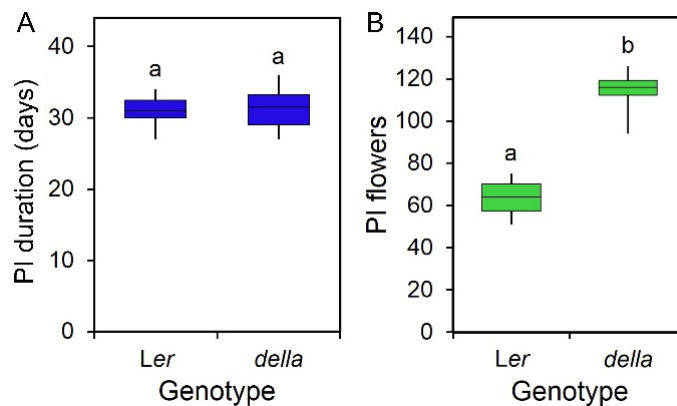 A
PI duration (days)
40
30
20
10
0
a
a
Ler
della
Genotype
B
PI flowers
140
120
100
80
60
40
20
0
a
b
Ler
della
Genotype